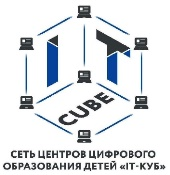 IT
CUBE
СЕТЬ ЦЕНТРОВ ЦИФРОВОГО
ОБРАЗОВАНИЯ ДЕТЕЙ «IT-КУБ»